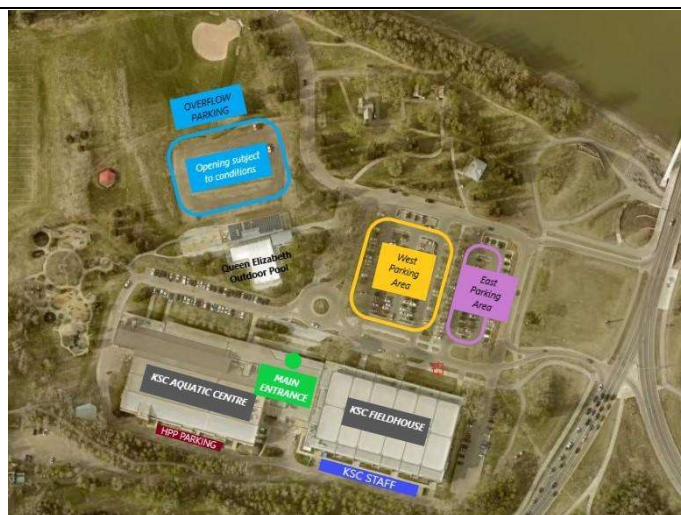 OVERFLOW
PARKING
Opening subject
to conditions
Queen Elizabeth
Outdoor Pool
West
Parking
Area
East
Parking
Area
KSC AQUATIC CENTRE
MAIN
ENTRANCE
KSC FIELDHOUSE
HPP PARKING
KSC STAFF